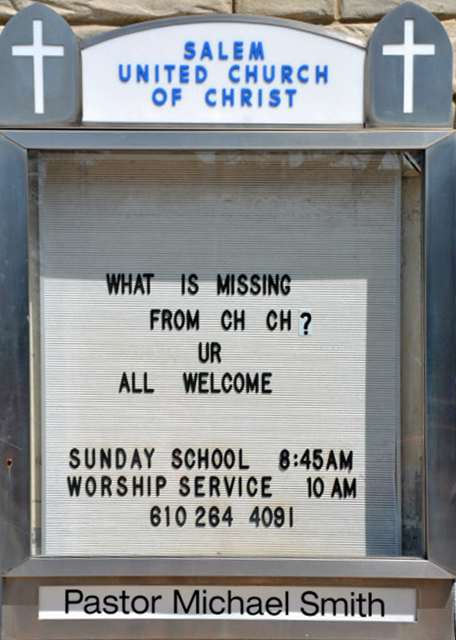 SALEM
UNITED CHURCH
OF CHRIST
WHAT IS MISSING
FROM CH CH?
UR
ALL WELCOME
SUNDAY SCHOOL 8:45AM
WORSHIP SERVICE 10 AM
610 264 4091
Pastor Michael Smith